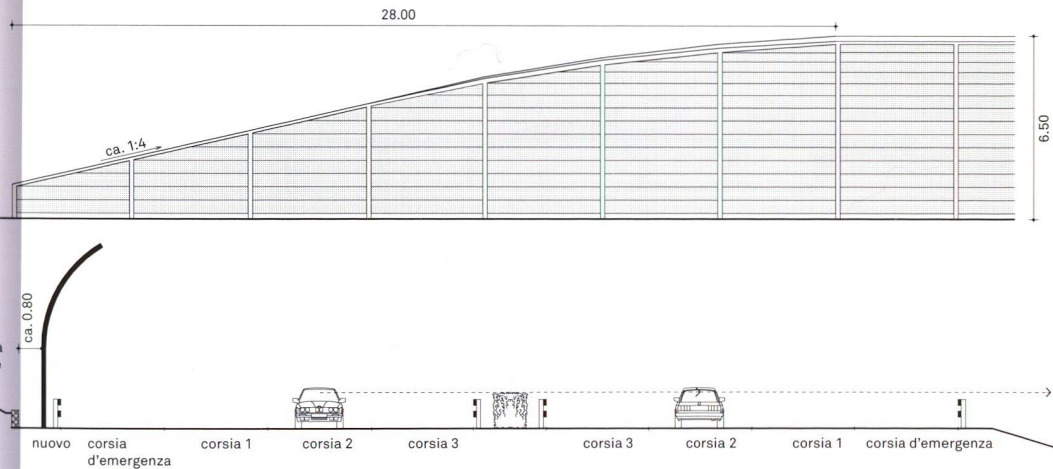 28.00
ca. 1:4
6.50
ca. 0.80
nuovo corsia d'emergenza
corsia 1
corsia 2
corsia 3
corsia 3
corsia 2
corsia 1
corsia d'emergenza